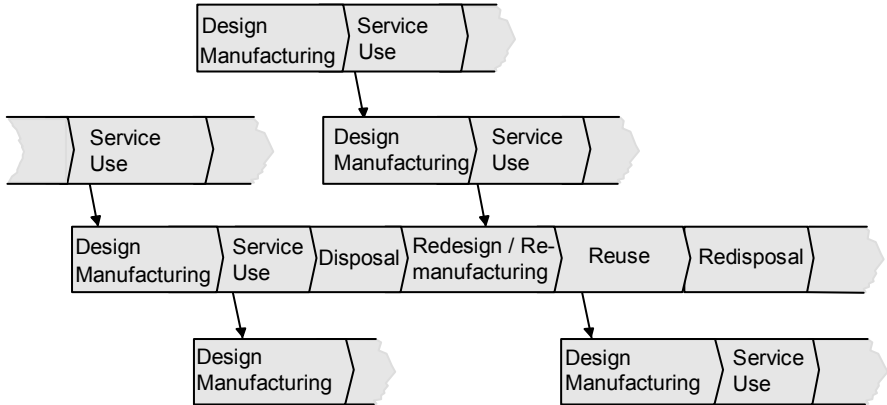 Design
Manufacturing
Service
Use
Service
Use
Design
Manufacturing
Service
Use
Design
Manufacturing
Service
Use
Disposal
Redesign / Re-
manufacturing
Reuse
Redisposal
Design
Manufacturing
Design
Manufacturing
Service
Use